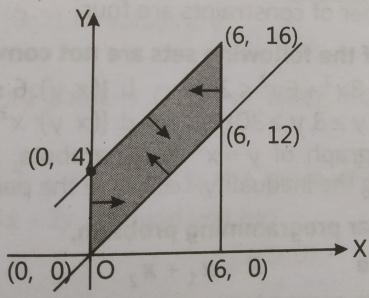 Y
(6, 16)
(0, 4)
(6, 12)
X
(0, 0) O (6, 0)